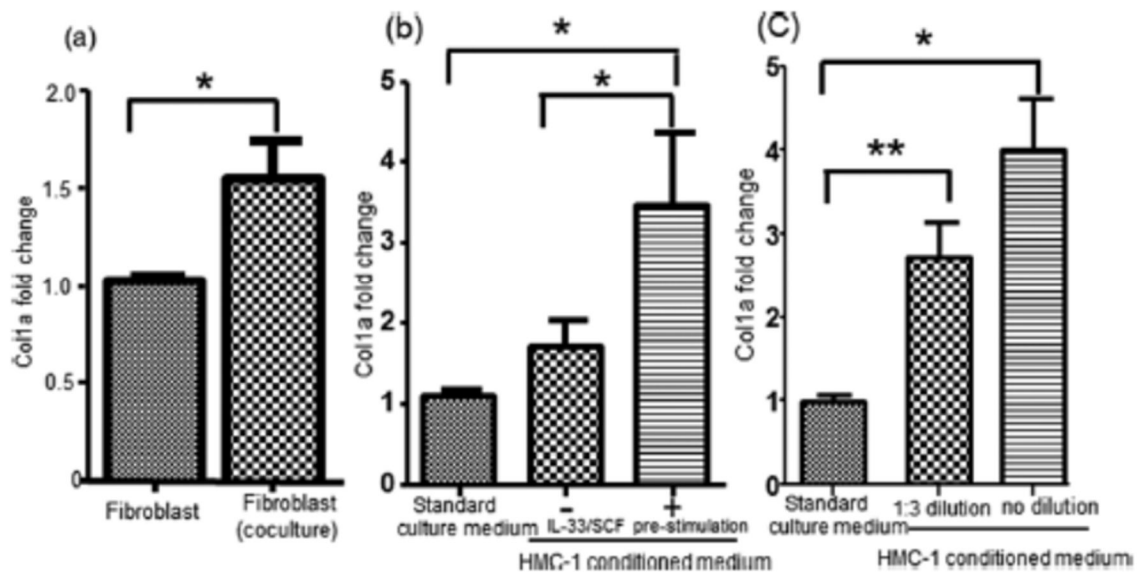 (a)
*
2.0
1.5
1.0
0.5
0
Col1a fold change
Fibroblast
Fibroblast
(coculture)
(b)
*
*
5
4
3
2
1
0
Col1a fold change
Standard
culture medium
− IL-33/SCF + pre-stimulation
HMC-1 conditioned medium
(C)
*
**
5
4
3
2
1
0
Col1a fold change
Standard
culture medium
1:3 dilution
no dilution
HMC-1 conditioned medium